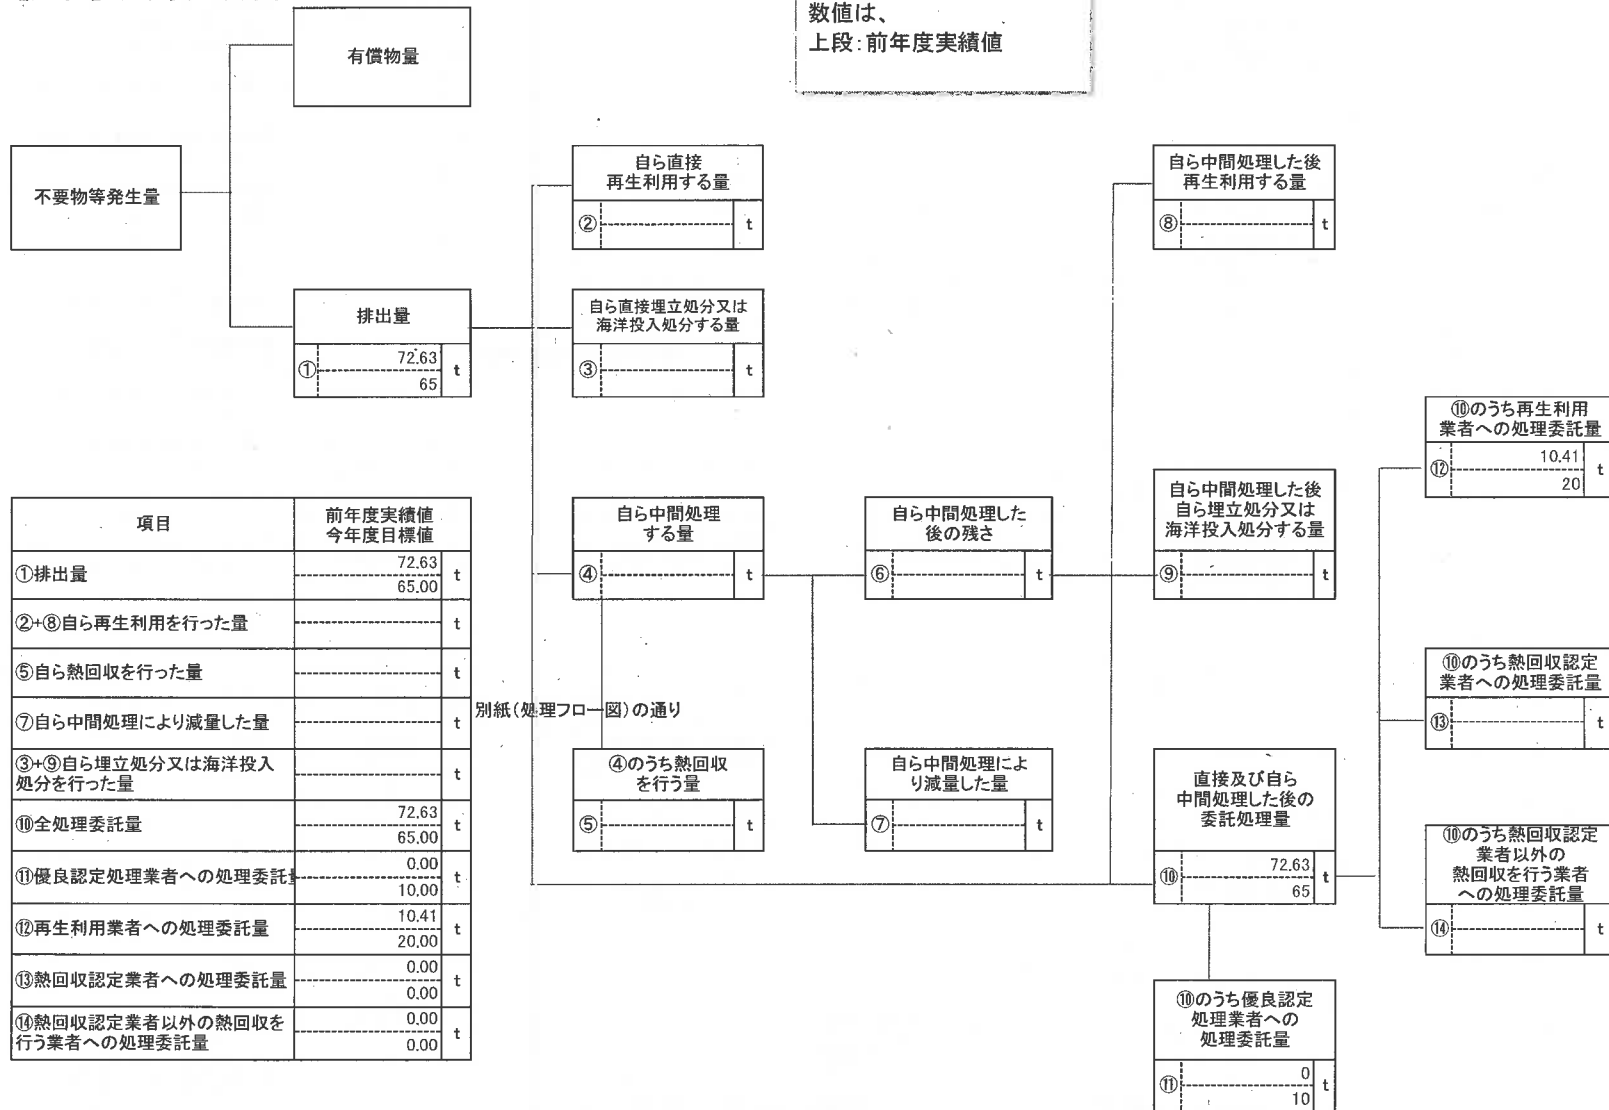 数値は、
上段:前年度実績値
有償物量
不要物等発生量
自ら直接
再生利用する量
② t
自ら中間処理した後
再生利用する量
⑧ t
排出量
① 72.63 t
65
自ら直接埋立処分又は
海洋投入処分する量
③ t
⑩のうち再生利用
業者への処理委託量
⑫ 10.41 t
20
自ら中間処理
する量
④ t
自ら中間処理した
後の残さ
⑥ t
自ら中間処理した後
自ら埋立処分又は
海洋投入処分する量
⑨ t
項目
前年度実績値
今年度目標値
①排出量 72.63 t
65.00
②+⑧自ら再生利用を行った量 t
⑤自ら熱回収を行った量 t
⑦自ら中間処理により減量した量 t
③+⑨自ら埋立処分又は海洋投入
処分を行った量 t
⑩全処理委託量 72.63 t
65.00
⑪優良認定処理業者への処理委託 0.00 t
10.00
⑫再生利用業者への処理委託量 10.41 t
20.00
⑬熱回収認定業者への処理委託量 0.00 t
0.00
⑭熱回収認定業者以外の熱回収を
行う業者への処理委託量 0.00 t
0.00
別紙(処理フロー図)の通り
④のうち熱回収
を行う量
⑤ t
自ら中間処理によ
り減量した量
⑦ t
直接及び自ら
中間処理した後の
委託処理量
⑩ 72.63 t
65
⑩のうち熱回収認定
業者への処理委託量
⑬ t
⑩のうち熱回収認定
業者以外の
熱回収を行う業者
への処理委託量
⑭ t
⑩のうち優良認定
処理業者への
処理委託量
⑪ 0 t
10